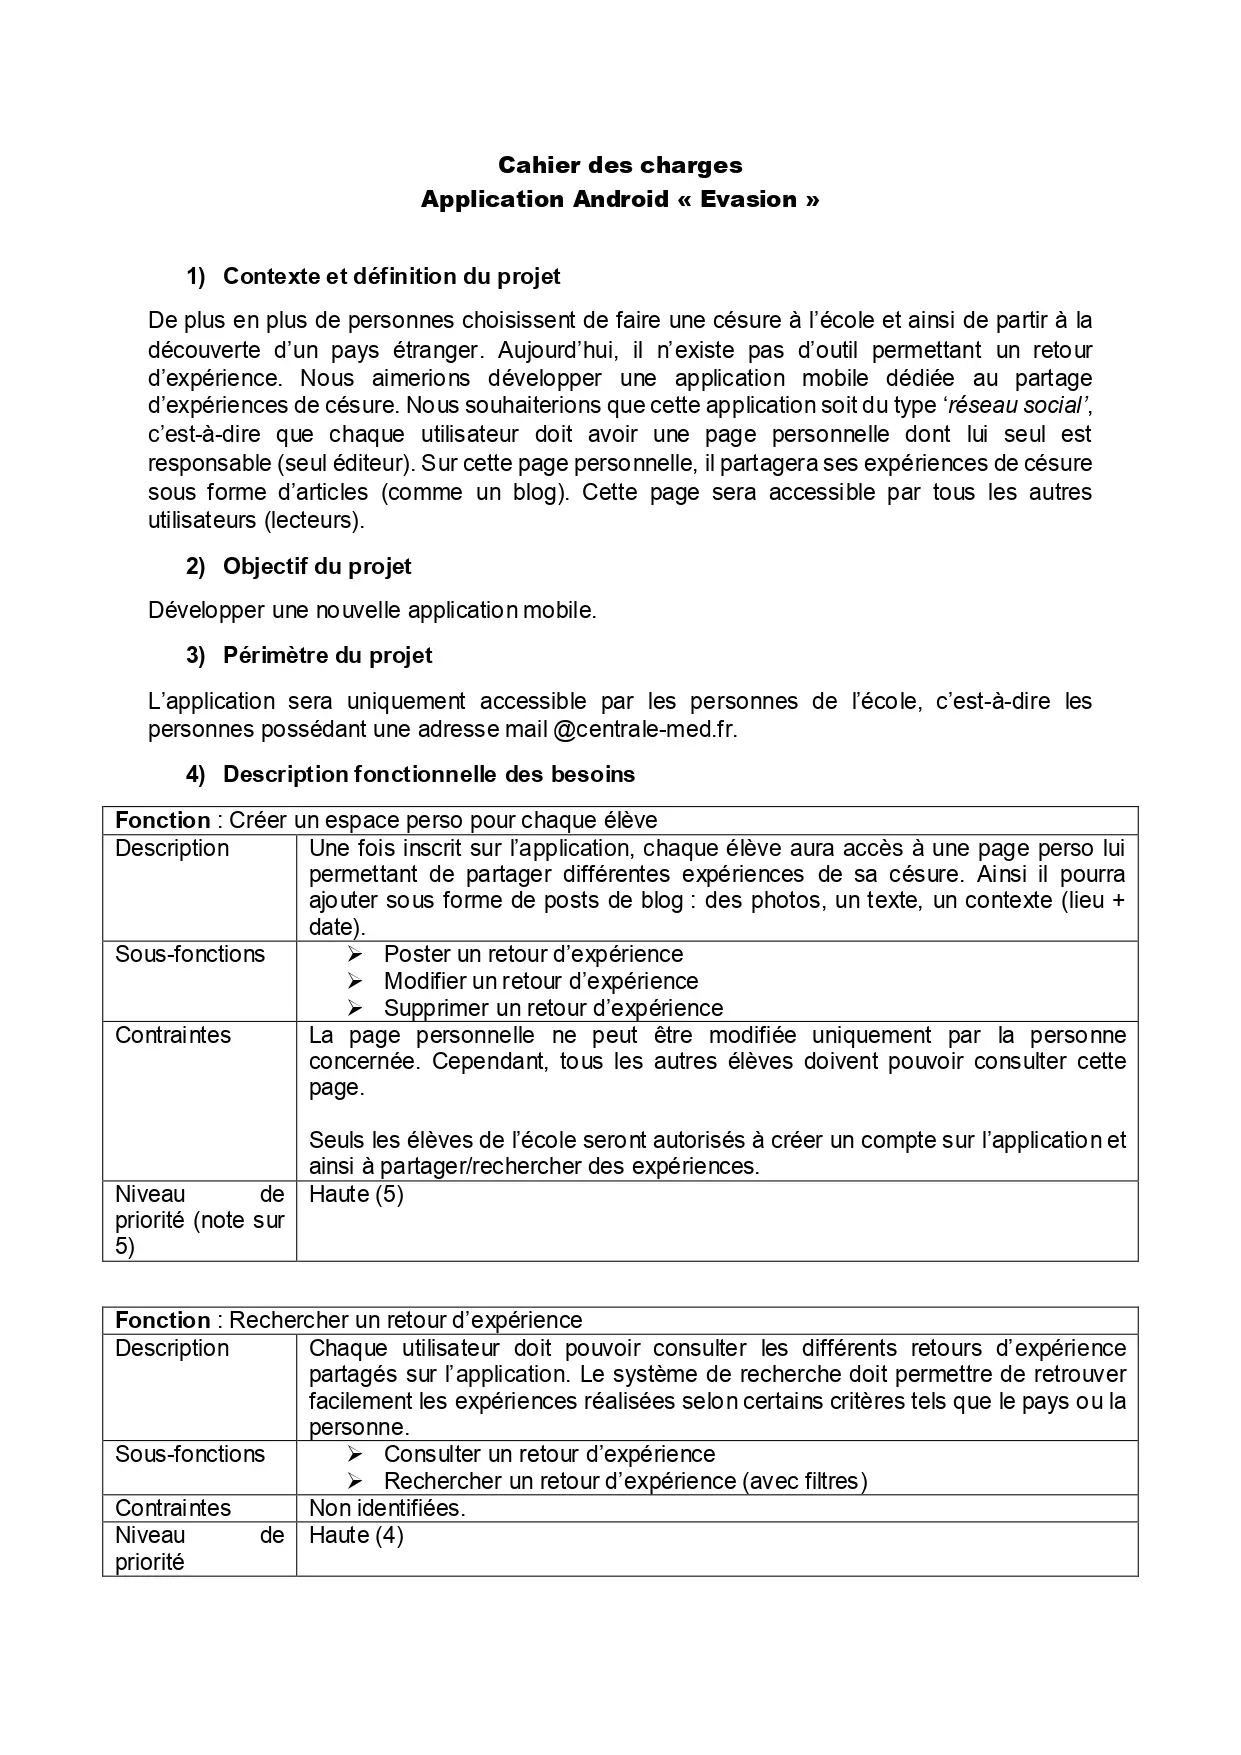 Cahier des charges
Application Android « Evasion »
1) Contexte et définition du projet
De plus en plus de personnes choisissent de faire une césure à l’école et ainsi de partir à la
découverte d’un pays étranger. Aujourd’hui, il n’existe pas d’outil permettant un retour
d’expérience. Nous aimerions développer une application mobile dédiée au partage
d’expériences de césure. Nous souhaiterions que cette application soit du type ‘réseau social’,
c’est-à-dire que chaque utilisateur doit avoir une page personnelle dont lui seul est
responsable (seul éditeur). Sur cette page personnelle, il partagera ses expériences de césure
sous forme d’articles (comme un blog). Cette page sera accessible par tous les autres
utilisateurs (lecteurs).
2) Objectif du projet
Développer une nouvelle application mobile.
3) Périmètre du projet
L’application sera uniquement accessible par les personnes de l’école, c’est-à-dire les
personnes possédant une adresse mail @centrale-med.fr.
4) Description fonctionnelle des besoins
Fonction : Créer un espace perso pour chaque élève
Description
Une fois inscrit sur l’application, chaque élève aura accès à une page perso lui
permettant de partager différentes expériences de sa césure. Ainsi il pourra
ajouter sous forme de posts de blog : des photos, un texte, un contexte (lieu +
date).
Sous-fonctions
➢ Poster un retour d’expérience
➢ Modifier un retour d’expérience
➢ Supprimer un retour d’expérience
Contraintes
La page personnelle ne peut être modifiée uniquement par la personne
concernée. Cependant, tous les autres élèves doivent pouvoir consulter cette
page.
Seuls les élèves de l’école seront autorisés à créer un compte sur l’application et
ainsi à partager/rechercher des expériences.
Niveau de
priorité (note sur
5)
Haute (5)
Fonction : Rechercher un retour d’expérience
Description
Chaque utilisateur doit pouvoir consulter les différents retours d’expérience
partagés sur l’application. Le système de recherche doit permettre de retrouver
facilement les expériences réalisées selon certains critères tels que le pays ou la
personne.
Sous-fonctions
➢ Consulter un retour d’expérience
➢ Rechercher un retour d’expérience (avec filtres)
Contraintes
Non identifiées.
Niveau de
priorité
Haute (4)